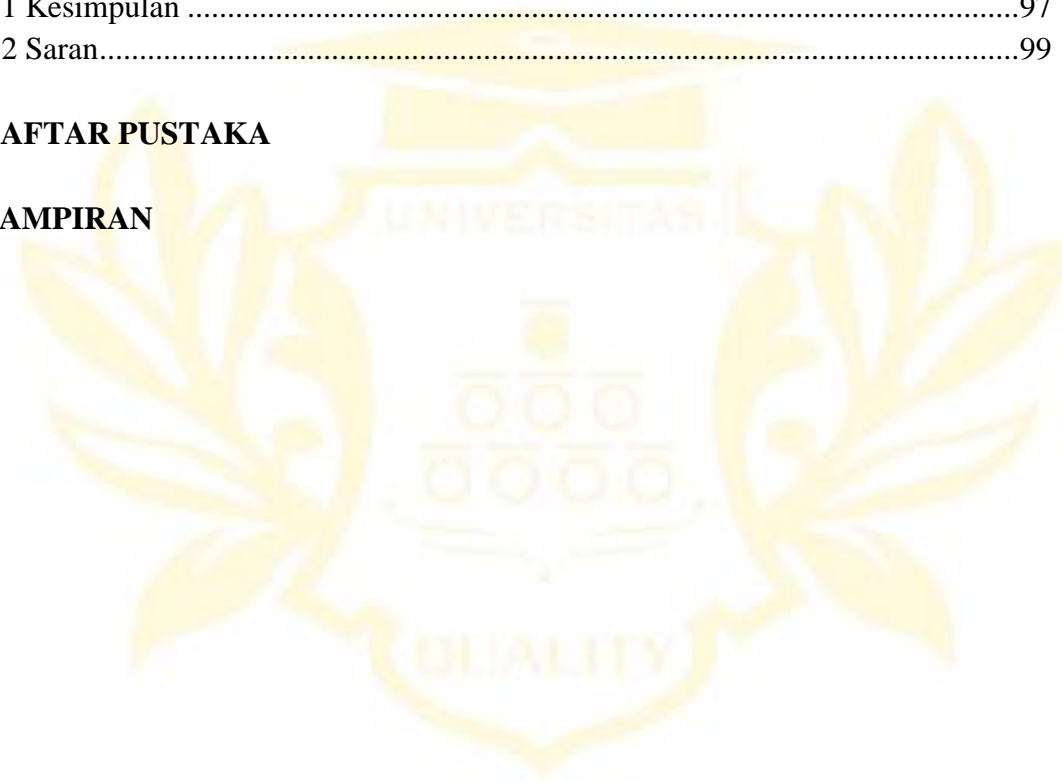 1 Kesimpulan ........................................................................................................97
2 Saran...................................................................................................................99
AFTAR PUSTAKA
AMPIRAN
UNIVERSITAS
QUALITY